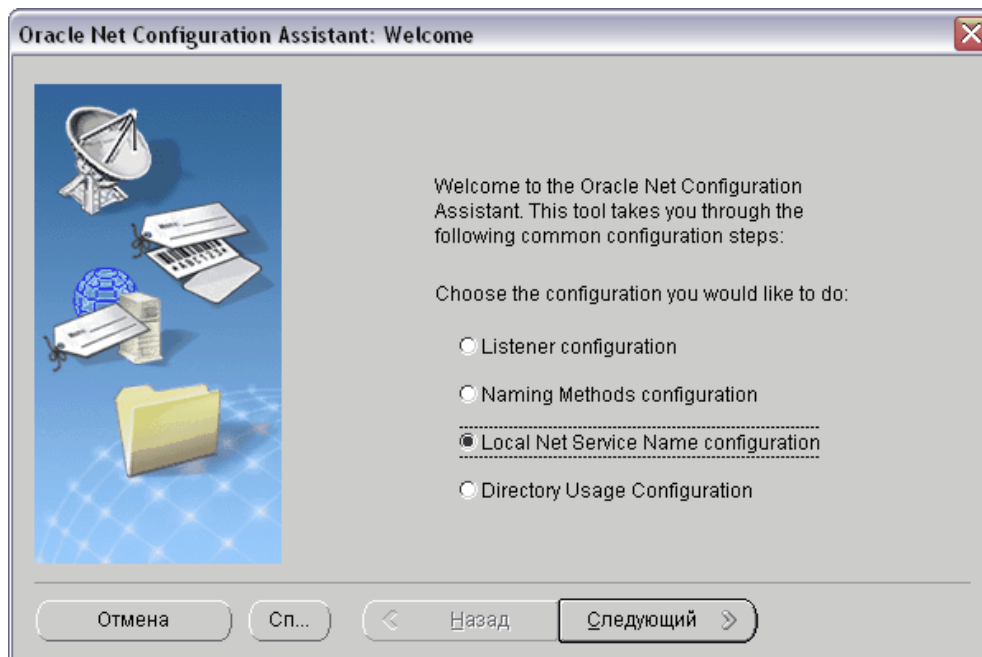 Oracle Net Configuration Assistant: Welcome
Welcome to the Oracle Net Configuration
Assistant. This tool takes you through the
following common configuration steps:
Choose the configuration you would like to do:
Listener configuration
Naming Methods configuration
Local Net Service Name configuration
Directory Usage Configuration
Отмена
Сп...
Назад
Следующий